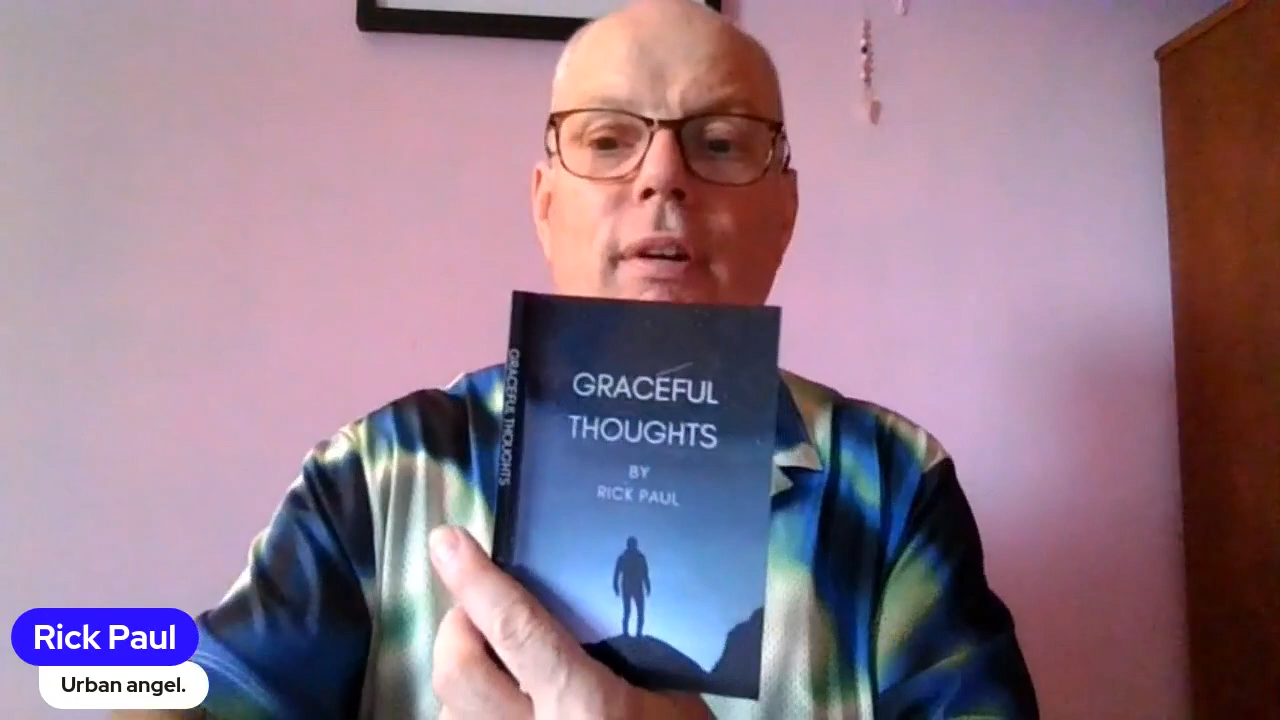 GRACEFUL
THOUGHTS
BY
RICK PAUL
GRACEFUL THOUGHTS
Rick Paul
Urban angel.